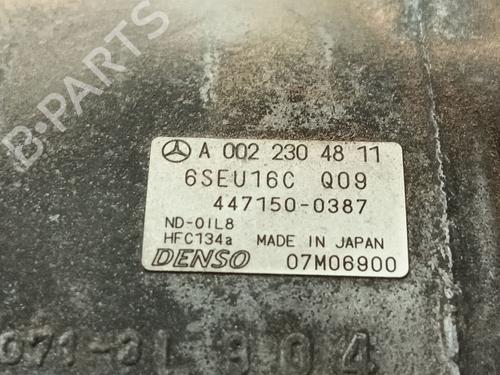 B-PARTS
A 002 230 48 11
6SEU16C Q09
447150-0387
ND-OIL8
HFC134a MADE IN JAPAN
DENSO 07M06900